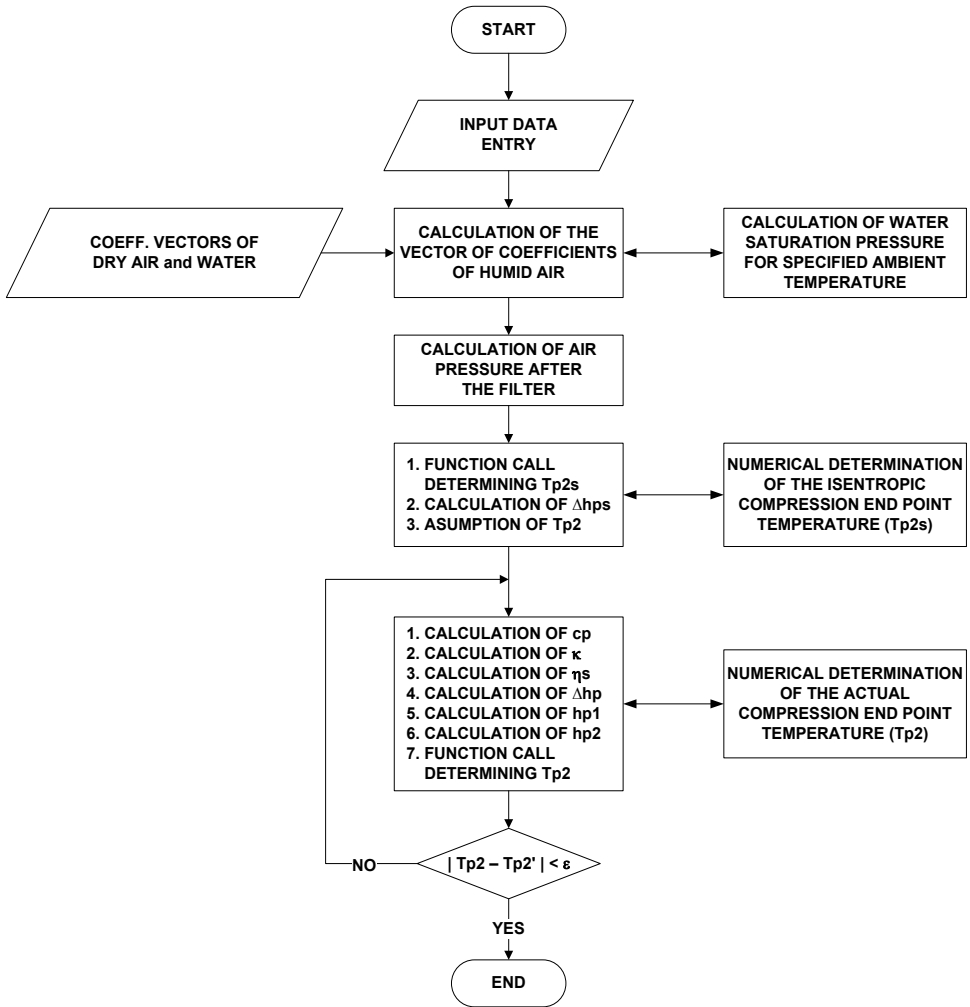 START
INPUT DATA
ENTRY
COEFF. VECTORS OF
DRY AIR and WATER
CALCULATION OF THE
VECTOR OF COEFFICIENTS
OF HUMID AIR
CALCULATION OF WATER
SATURATION PRESSURE
FOR SPECIFIED AMBIENT
TEMPERATURE
CALCULATION OF AIR
PRESSURE AFTER
THE FILTER
1. FUNCTION CALL
DETERMINING Tp2s
2. CALCULATION OF Δhps
3. ASUMPTION OF Tp2
NUMERICAL DETERMINATION
OF THE ISENTROPIC
COMPRESSION END POINT
TEMPERATURE (Tp2s)
1. CALCULATION OF cp
2. CALCULATION OF κ
3. CALCULATION OF ηs
4. CALCULATION OF Δhp
5. CALCULATION OF hp1
6. CALCULATION OF hp2
7. FUNCTION CALL
DETERMINING Tp2
NUMERICAL DETERMINATION
OF THE ACTUAL
COMPRESSION END POINT
TEMPERATURE (Tp2)
NO
| Tp2 – Tp2' | < ε
YES
END